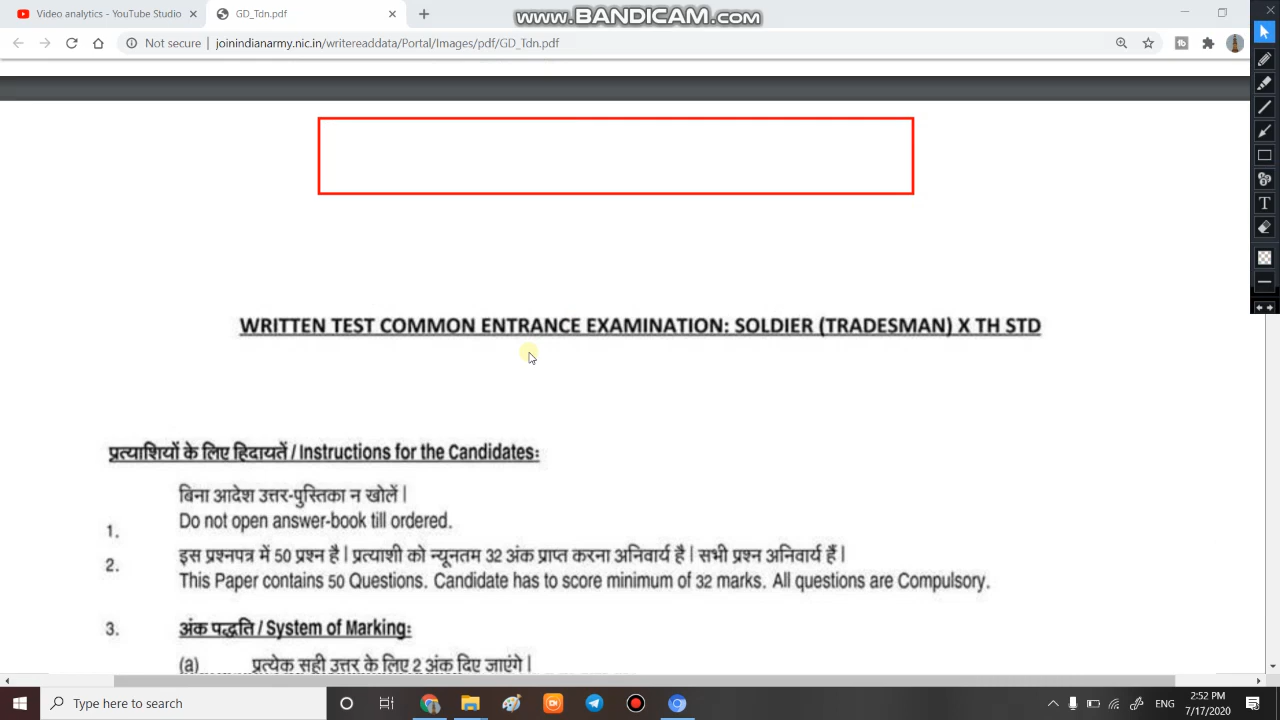 Video analytics - YouTube Studio
GD_Tdn.pdf
www.BANDICAM.com
Not secure | joinindianarmy.nic.in/writereaddata/Portal/Images/pdf/GD_Tdn.pdf
WRITTEN TEST COMMON ENTRANCE EXAMINATION: SOLDIER (TRADESMAN) X TH STD
प्रत्याशियों के लिए हिदायतें / Instructions for the Candidates:
बिना आदेश उत्तर-पुस्तिका न खोलें |
1. Do not open answer-book till ordered.
इस प्रश्नपत्र में 50 प्रश्न है | प्रत्याशी को न्यूनतम 32 अंक प्राप्त करना अनिवार्य है | सभी प्रश्न अनिवार्य हैं |
2. This Paper contains 50 Questions. Candidate has to score minimum of 32 marks. All questions are Compulsory.
3. अंक पद्धति / System of Marking:
(a) प्रत्येक सही उत्तर के लिए 2 अंक दिए जाएंगे |
Type here to search
ENG
2:52 PM
7/17/2020